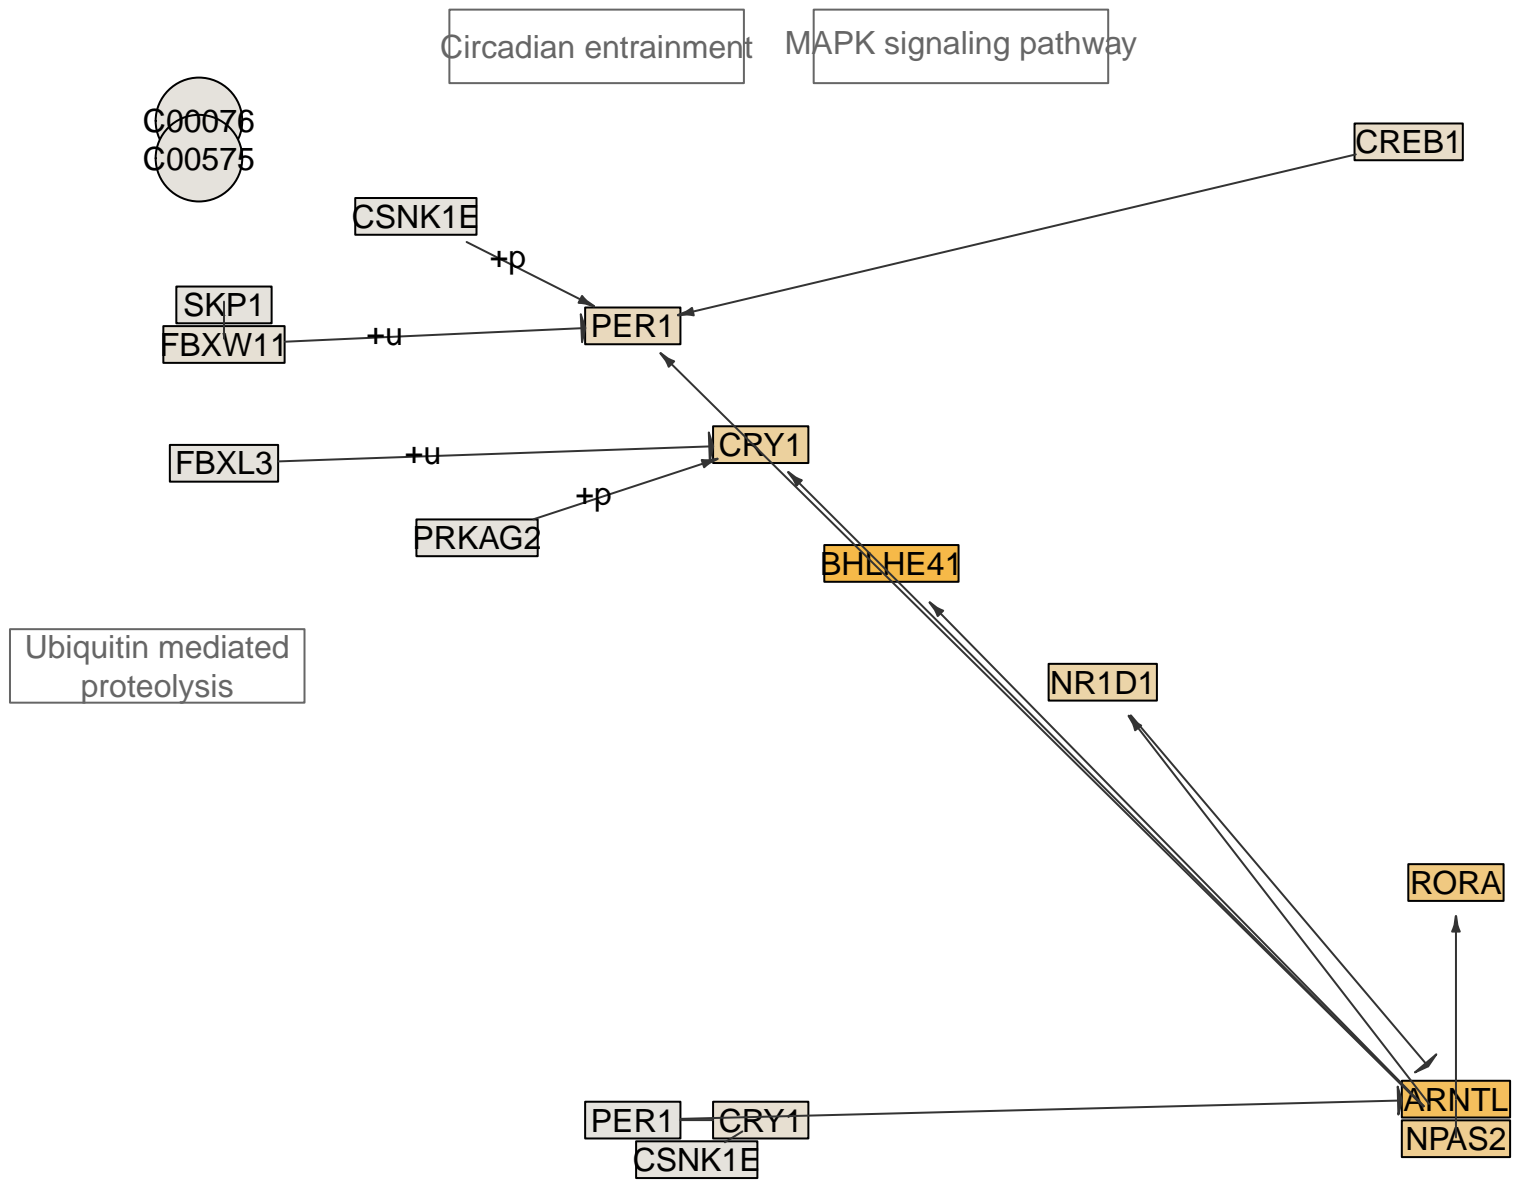 Circadian entrainment
MAPK signaling pathway
C00076
C00575
CREB1
CSNK1E
+p
SKP1
PER1
FBXW11
+u
CRY1
FBXL3
+u
+p
PRKAG2
BHLHE41
Ubiquitin mediated
proteolysis
NR1D1
RORA
ARNTL
PER1
CRY1
NPAS2
CSNK1E